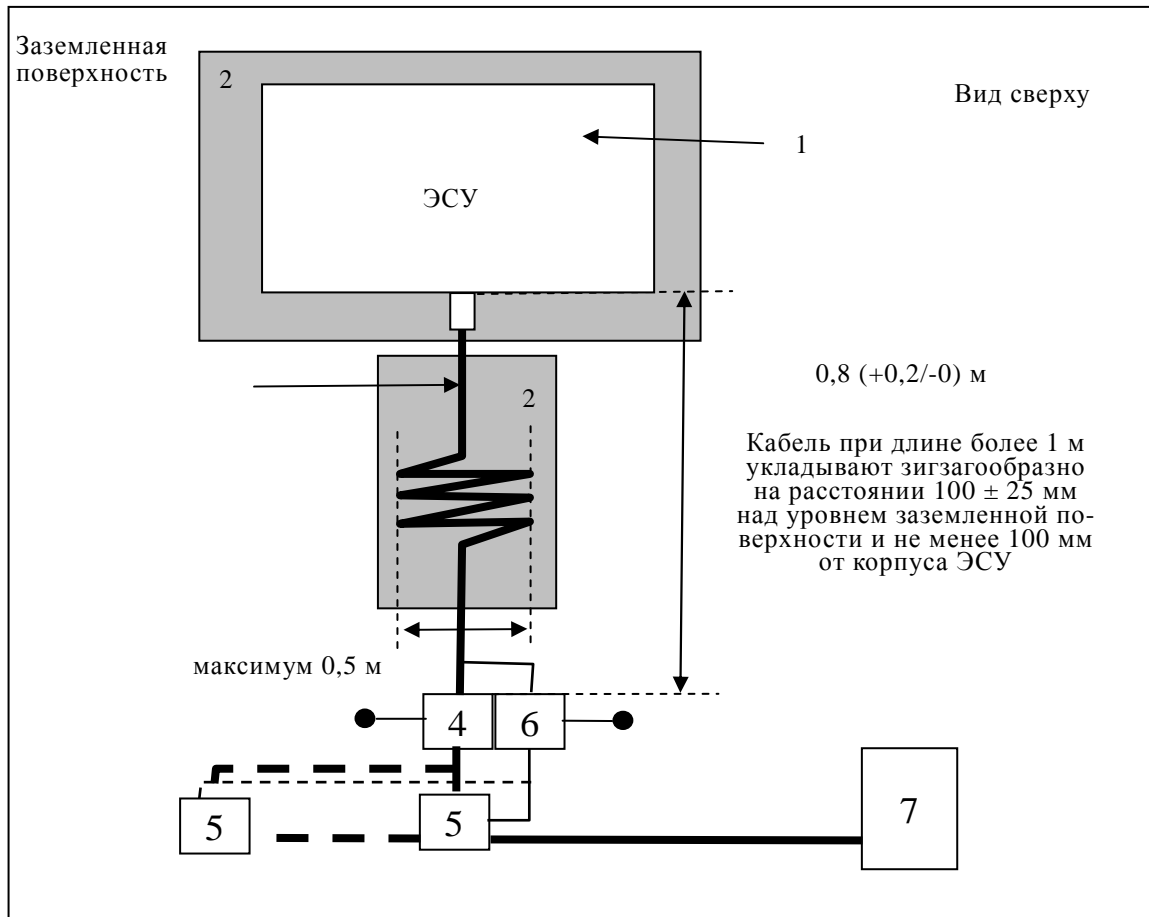 Заземленная
поверхность
2
Вид сверху
1
ЭСУ
0,8 (+0,2/-0) м
2
Кабель при длине более 1 м
укладывают зигзагообразно
на расстоянии 100 ± 25 мм
над уровнем заземленной по-
верхности и не менее 100 мм
от корпуса ЭСУ
максимум 0,5 м
4
6
5
5
7